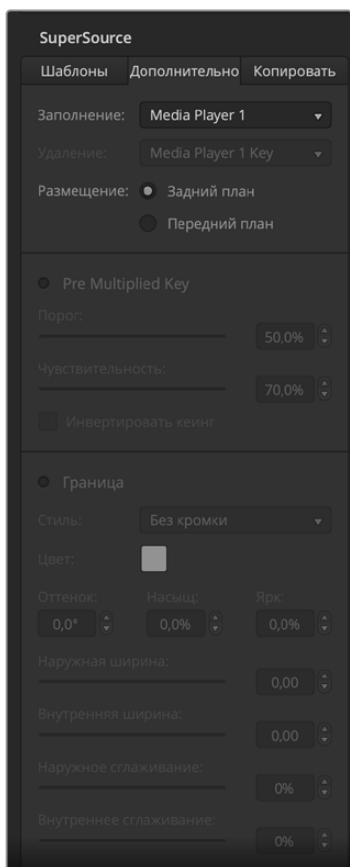 SuperSource
Шаблоны Дополнительно Копировать
Заполнение: Media Player 1
Удаление: Media Player 1 Key
Размещение: Задний план
Передний план
Pre Multiplied Key
Порог:
50,0%
Чувствительность:
70,0%
Инвертировать кеинг
Граница
Стиль: Без кромки
Цвет:
Оттенок: Насыщ: Ярк:
0,0° 0,0% 0,0%
Наружная ширина:
0,00
Внутренняя ширина:
0,00
Наружное сглаживание:
0%
Внутреннее сглаживание:
0%